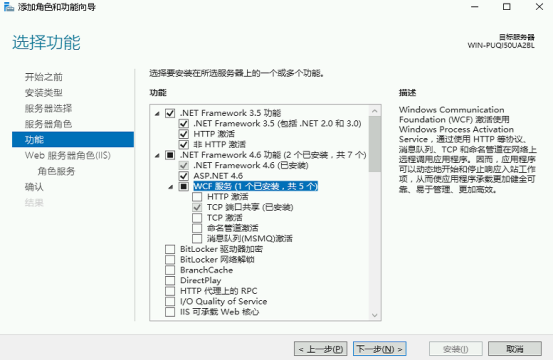 添加角色和功能向导
选择功能
目标服务器
WIN-PUQI50UA2BL
开始之前
安装类型
服务器选择
服务器角色
功能
Web 服务器角色(IIS)
角色服务
确认
结果
选择要安装在所选服务器上的一个或多个功能。
功能
.NET Framework 3.5 功能
.NET Framework 3.5 (包括 .NET 2.0 和 3.0)
HTTP 激活
非 HTTP 激活
.NET Framework 4.6 功能 (2 个已安装，共 7 个)
.NET Framework 4.6 (已安装)
ASP.NET 4.6
WCF 服务 (1 个已安装，共 5 个)
HTTP 激活
TCP 端口共享 (已安装)
TCP 激活
命名管道激活
消息队列(MSMQ)激活
BitLocker 驱动器加密
BitLocker 网络解锁
BranchCache
DirectPlay
HTTP 代理上的 RPC
I/O Quality of Service
IIS 可承载 Web 核心
描述
Windows Communication
Foundation (WCF) 激活使用
Windows Process Activation
Service，通过使用 HTTP 等协议、
消息队列、TCP 和命名管道在网络上
远程调用应用程序。因而，应用程序
可以动态地开始和停止响应入站工作
项，从而使应用程序承载更加健全可
靠、易于管理、更加高效。
< 上一步(P)
下一步(N) >
安装(I)
取消